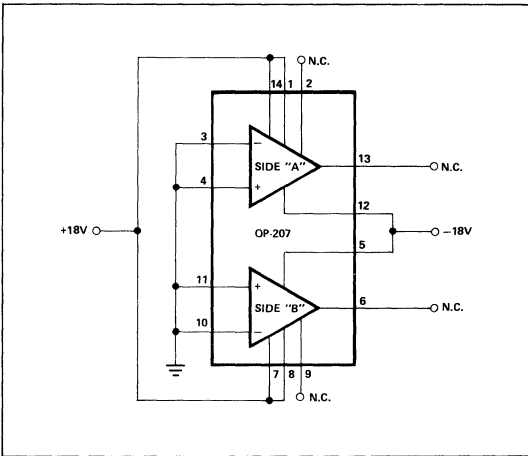 N.C.
14 1 2
3
SIDE "A"
13
N.C.
4
12
+18V
OP-207
-18V
5
11
SIDE "B"
6
N.C.
10
7 8 9
N.C.
− + + −